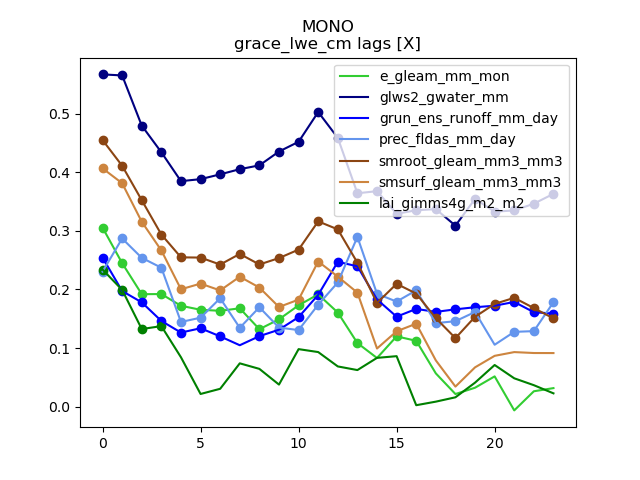 MONO
grace_lwe_cm lags [X]
e_gleam_mm_mon
glws2_gwater_mm
grun_ens_runoff_mm_day
prec_fldas_mm_day
smroot_gleam_mm3_mm3
smsurf_gleam_mm3_mm3
lai_gimms4g_m2_m2
0.5
0.4
0.3
0.2
0.1
0.0
0 5 10 15 20